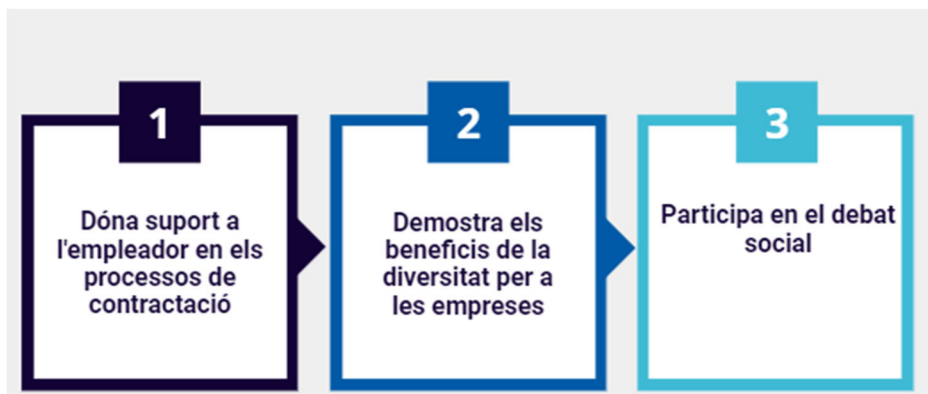 1
Dóna suport a
l'empleador en els
processos de
contractació
2
Demostra els
beneficis de la
diversitat per a
les empreses
3
Participa en el debat
social